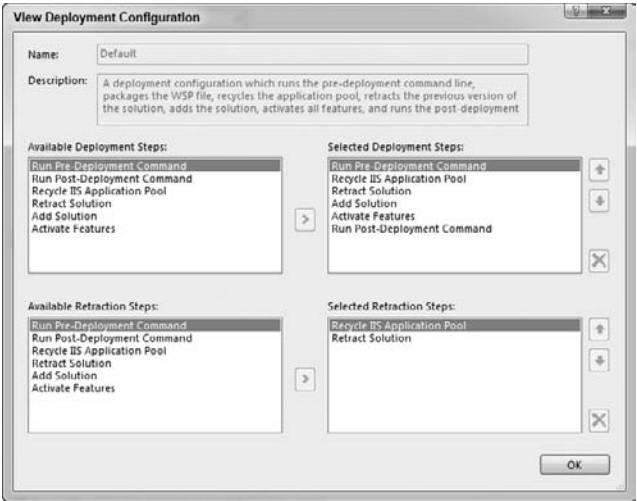 View Deployment Configuration
Name:
Default
Description:
A deployment configuration which runs the pre-deployment command line,
packages the WSP file, recycles the application pool, retracts the previous version of
the solution, adds the solution, activates all features, and runs the post-deployment
Available Deployment Steps:
Run Pre-Deployment Command
Run Post-Deployment Command
Recycle IIS Application Pool
Retract Solution
Add Solution
Activate Features
Selected Deployment Steps:
Run Pre-Deployment Command
Recycle IIS Application Pool
Retract Solution
Add Solution
Activate Features
Run Post-Deployment Command
Available Retraction Steps:
Run Pre-Deployment Command
Run Post-Deployment Command
Recycle IIS Application Pool
Retract Solution
Add Solution
Activate Features
Selected Retraction Steps:
Recycle IIS Application Pool
Retract Solution
OK